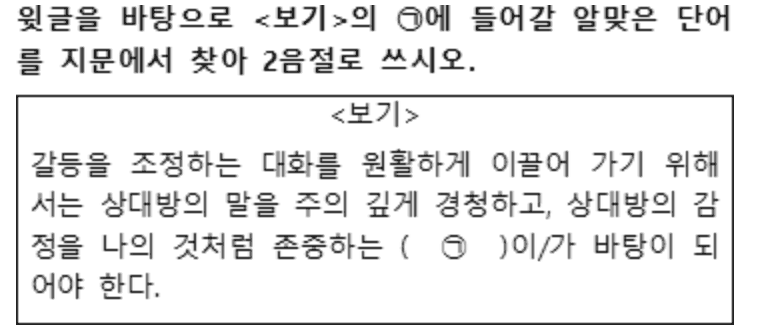 윗글을 바탕으로 <보기>의 ㉠에 들어갈 알맞은 단어
를 지문에서 찾아 2음절로 쓰시오.
<보기>
갈등을 조정하는 대화를 원활하게 이끌어 가기 위해
서는 상대방의 말을 주의 깊게 경청하고, 상대방의 감
정을 나의 것처럼 존중하는 ( ㉠ )이/가 바탕이 되
어야 한다.